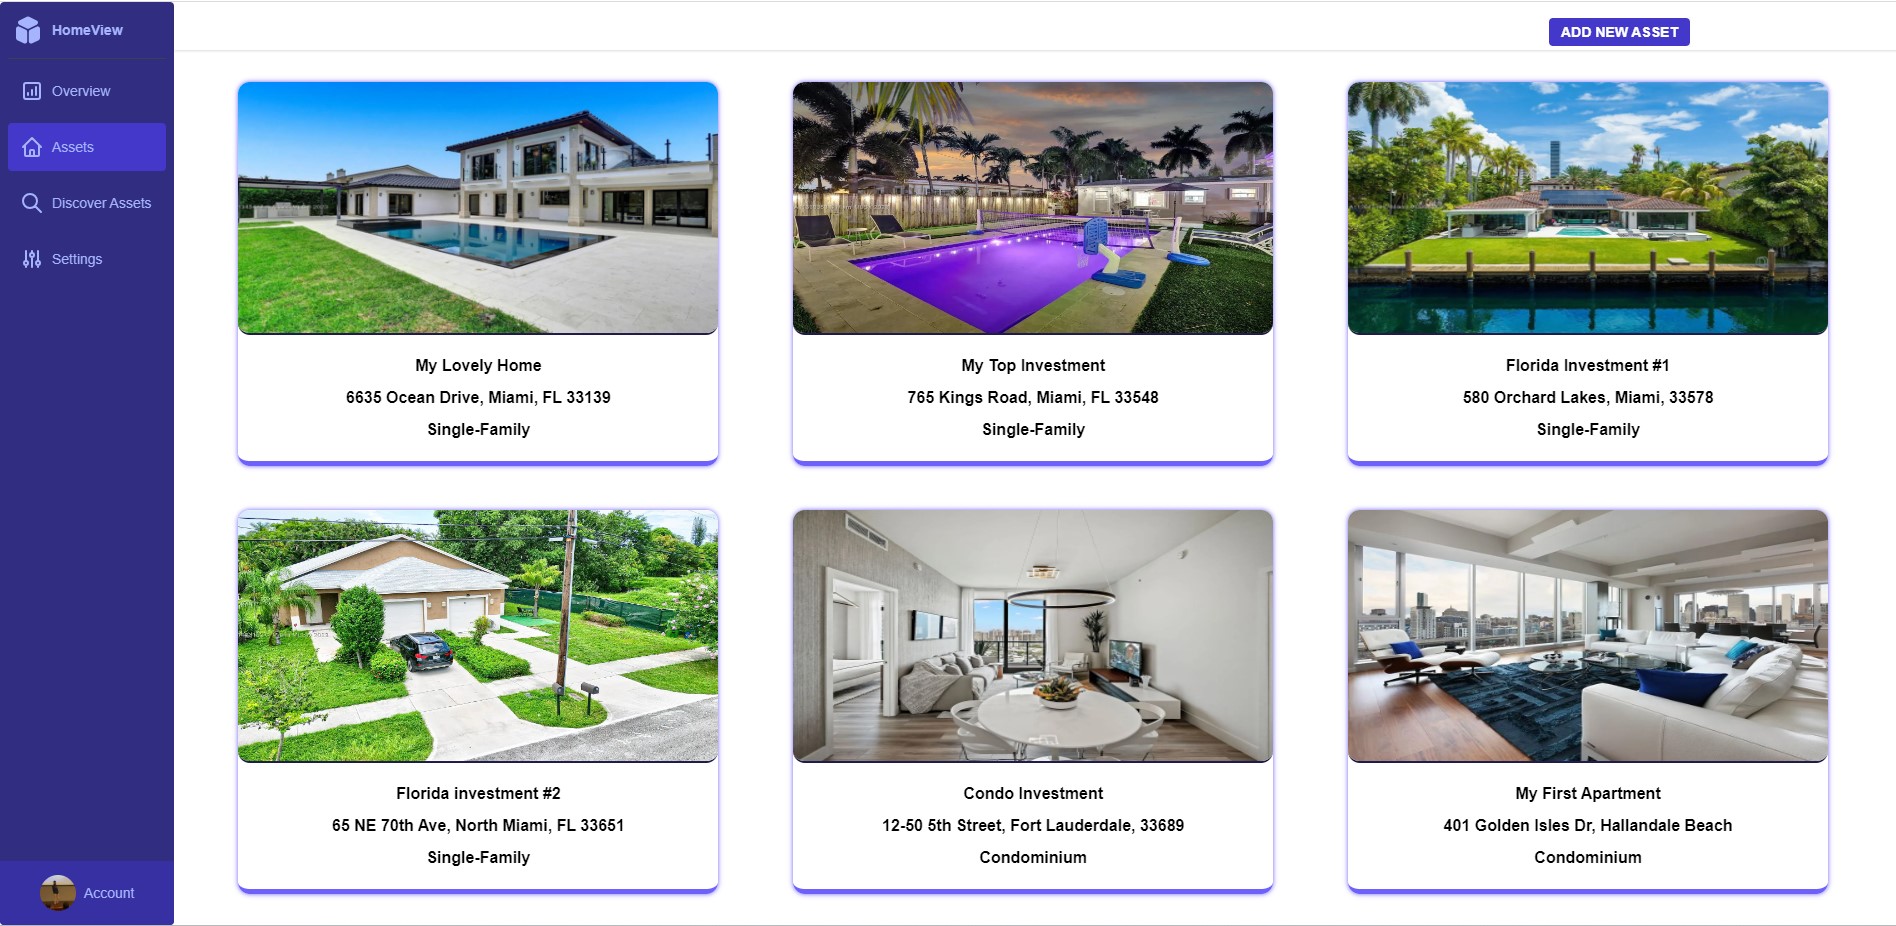 HomeView
Overview
Assets
Discover Assets
Settings
Account
ADD NEW ASSET
My Lovely Home
6635 Ocean Drive, Miami, FL 33139
Single-Family
My Top Investment
765 Kings Road, Miami, FL 33548
Single-Family
Florida Investment #1
580 Orchard Lakes, Miami, 33578
Single-Family
Florida investment #2
65 NE 70th Ave, North Miami, FL 33651
Single-Family
Condo Investment
12-50 5th Street, Fort Lauderdale, 33689
Condominium
My First Apartment
401 Golden Isles Dr, Hallandale Beach
Condominium